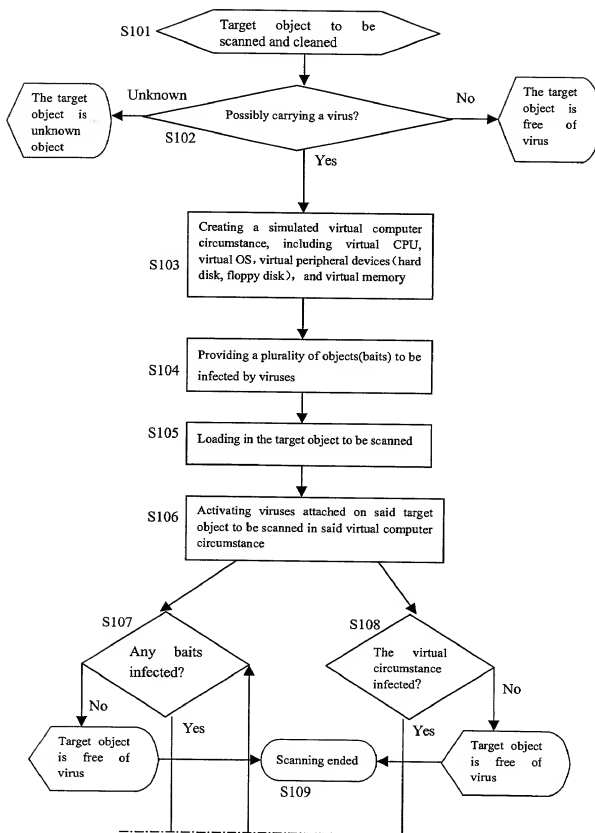 S101
Target object to be
scanned and cleaned
Unknown
No
The target
object is
unknown
object
Possibly carrying a virus?
The target
object is
free of
virus
S102
Yes
S103
Creating a simulated virtual computer
circumstance, including virtual CPU,
virtual OS, virtual peripheral devices (hard
disk, floppy disk), and virtual memory
S104
Providing a plurality of objects(baits) to be
infected by viruses
S105
Loading in the target object to be scanned
S106
Activating viruses attached on said target
object to be scanned in said virtual computer
circumstance
S107
Any baits
infected?
S108
The virtual
circumstance
infected?
No
Yes
Yes
No
Target object
is free of
virus
Scanning ended
S109
Target object
is free of
virus